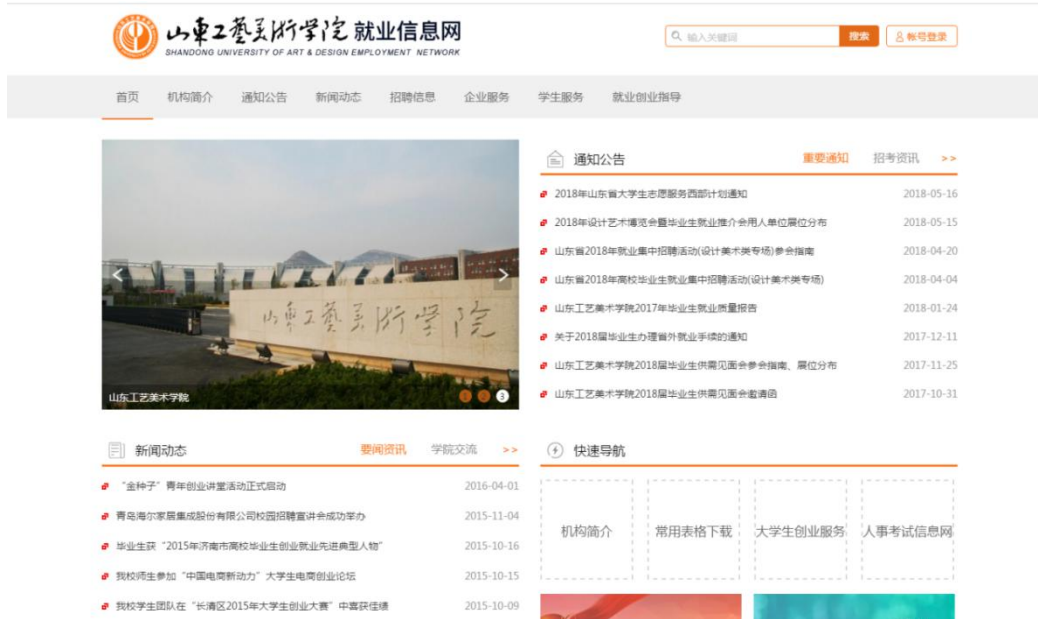 山东工艺美术学院 就业信息网
SHANDONG UNIVERSITY OF ART & DESIGN EMPLOYMENT NETWORK
输入关键词
搜索
帐号登录
首页 机构简介 通知公告 新闻动态 招聘信息 企业服务 学生服务 就业创业指导
山东工艺美术学院
山东工艺美术学院
1 2 3
通知公告 重要通知 招考资讯 >>
2018年山东省大学生志愿服务西部计划通知 2018-05-16
2018年设计艺术博览会暨毕业生就业推介会用人单位展位分布 2018-05-15
山东省2018年就业集中招聘活动(设计美术类专场)参会指南 2018-04-20
山东省2018年高校毕业生就业集中招聘活动(设计美术类专场) 2018-04-04
山东工艺美术学院2017年毕业生就业质量报告 2018-01-24
关于2018届毕业生办理省外就业手续的通知 2017-12-11
山东工艺美术学院2018届毕业生供需见面会参会指南、展位分布 2017-11-25
山东工艺美术学院2018届毕业生供需见面会邀请函 2017-10-31
新闻动态 要闻资讯 学院交流 >>
“金种子”青年创业讲堂活动正式启动 2016-04-01
青岛海尔家居集成股份有限公司校园招聘宣讲会成功举办 2015-11-04
毕业生获“2015年济南市高校毕业生创业就业先进典型人物” 2015-10-16
我校师生参加“中国电商新动力”大学生电商创业论坛 2015-10-15
我校学生团队在“长清区2015年大学生创业大赛”中喜获佳绩 2015-10-09
快速导航
机构简介 常用表格下载 大学生创业服务 人事考试信息网